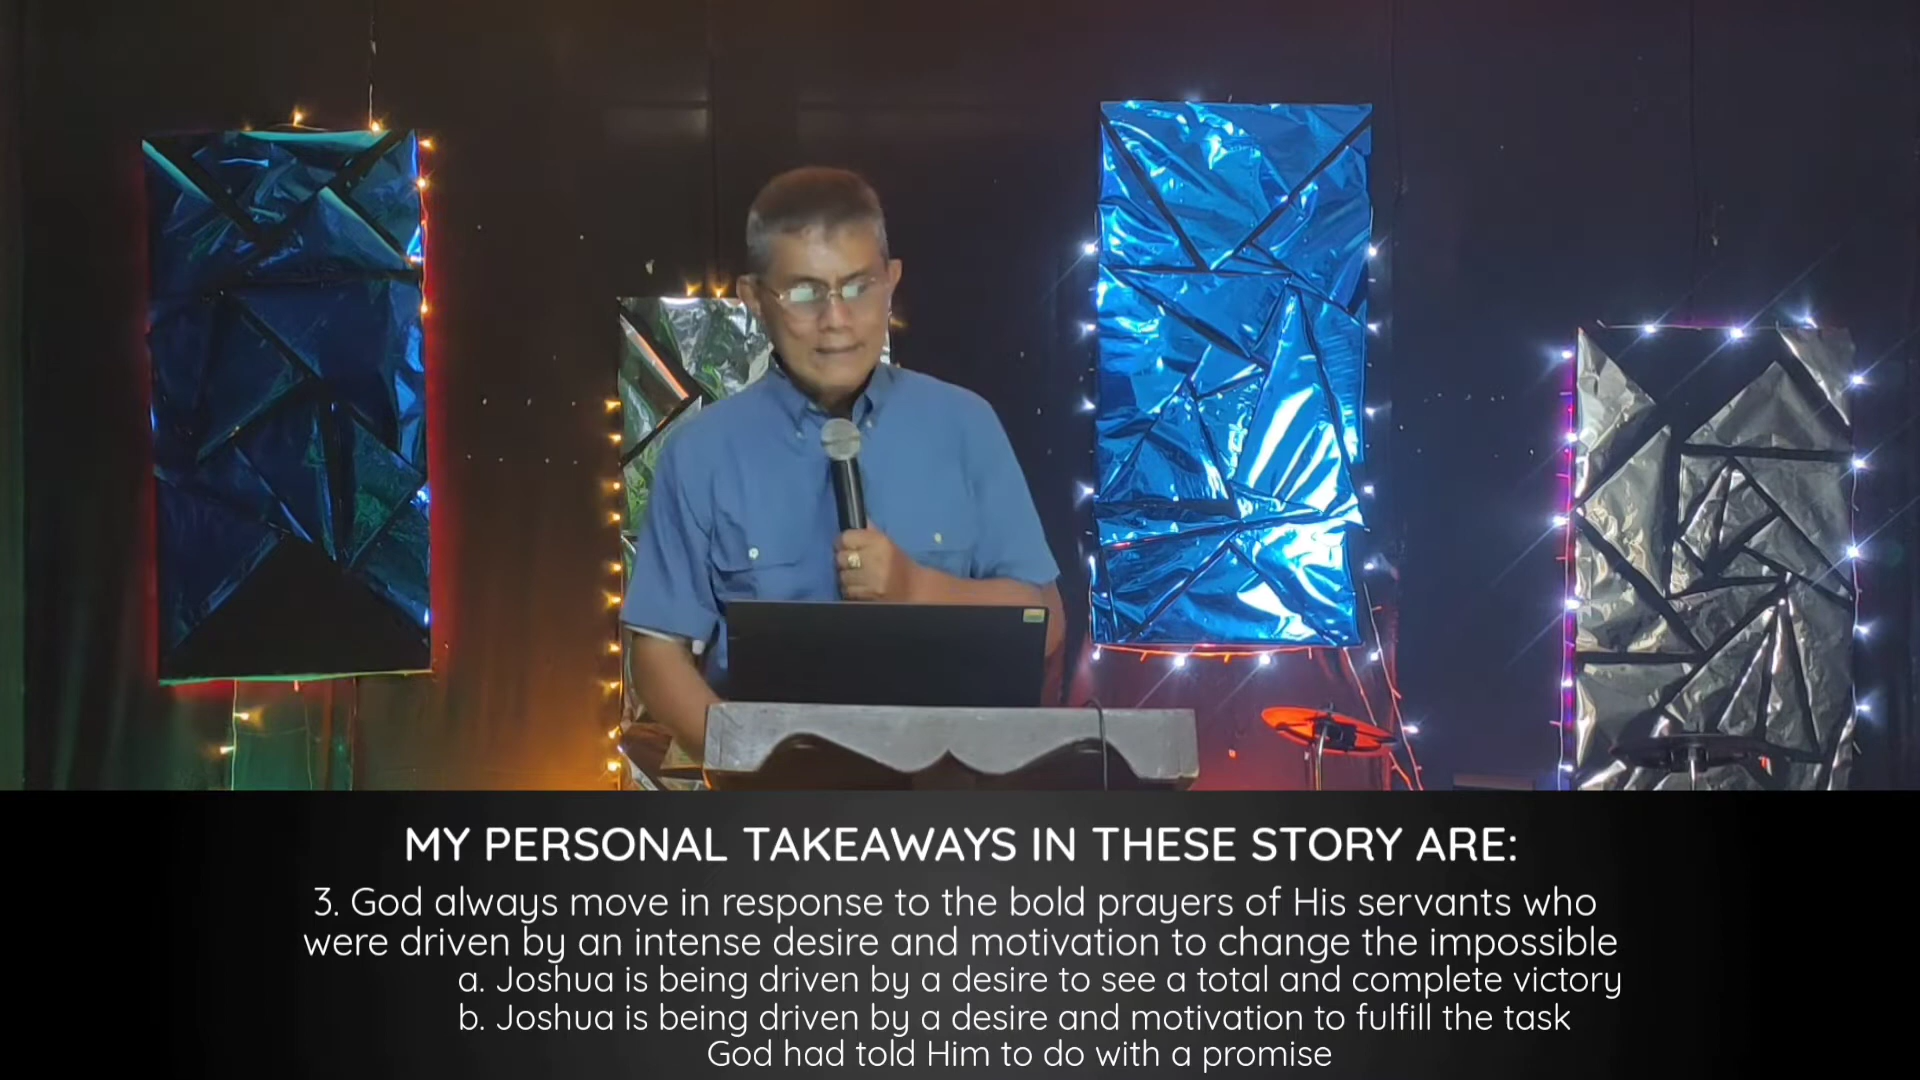 MY PERSONAL TAKEAWAYS IN THESE STORY ARE:
3. God always move in response to the bold prayers of His servants who
were driven by an intense desire and motivation to change the impossible
a. Joshua is being driven by a desire to see a total and complete victory
b. Joshua is being driven by a desire and motivation to fulfill the task
God had told Him to do with a promise